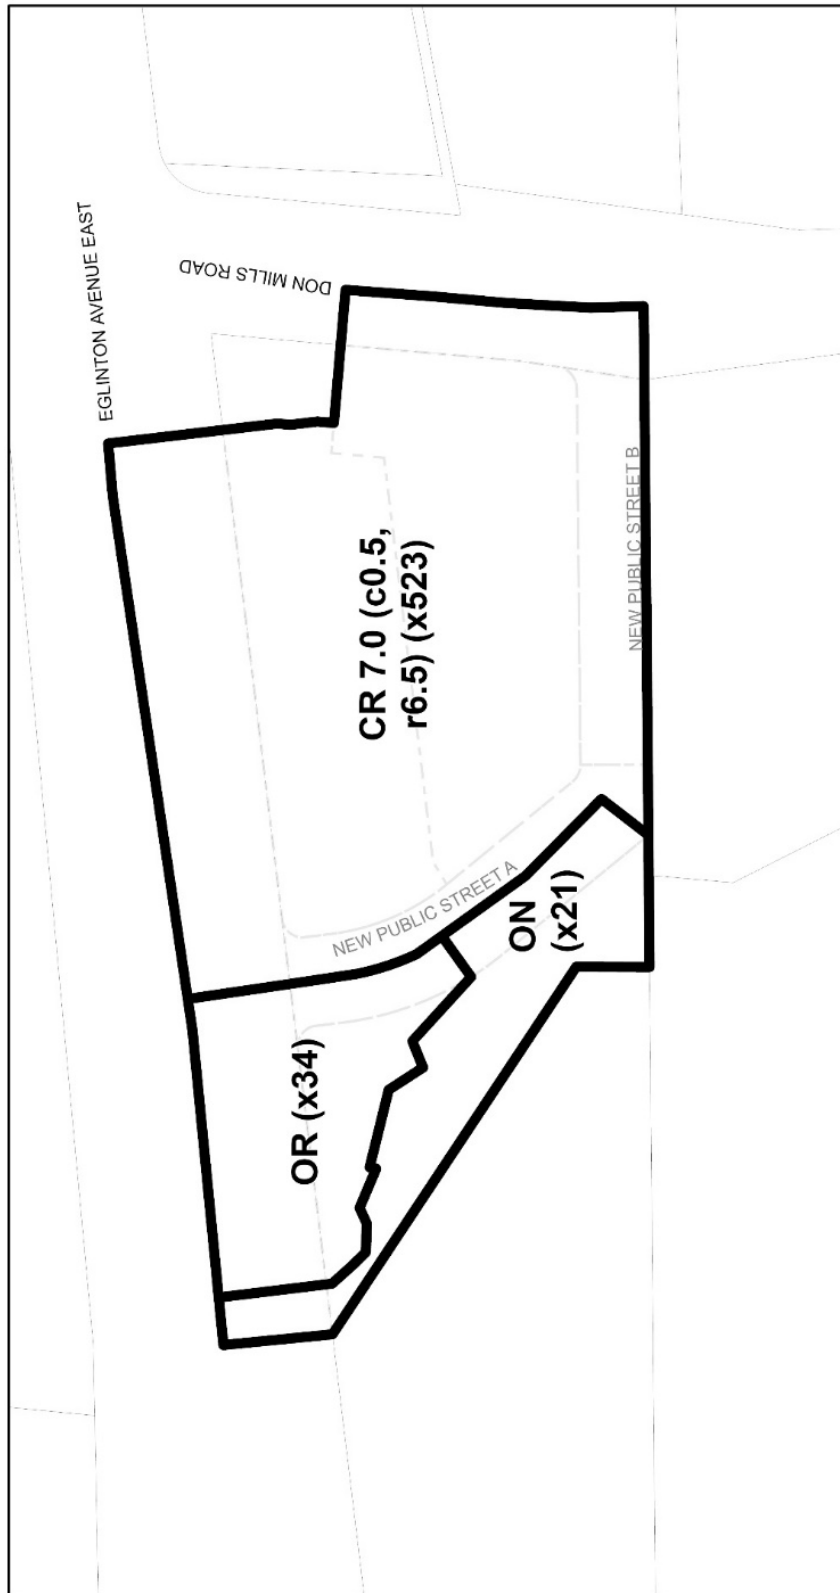 EGLINTON AVENUE EAST
DON MILLS ROAD
CR 7.0 (c0.5,
r6.5) (x523)
NEW PUBLIC STREET B
NEW PUBLIC STREET A
ON
(x21)
OR (x34)